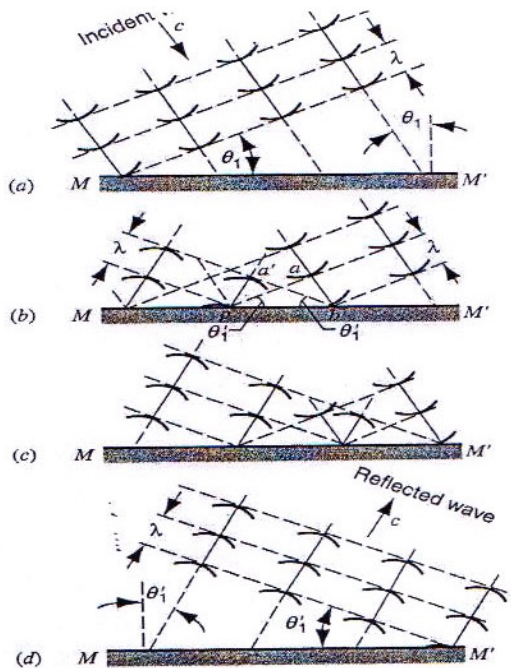 Incident
c
λ
θ₁
θ₁
(a) M M'
λ
a' a
λ
(b) M p b M'
θ'₁ θ'₁
(c) M M'
Reflected wave
c
λ
θ'₁
θ'₁
(d) M M'